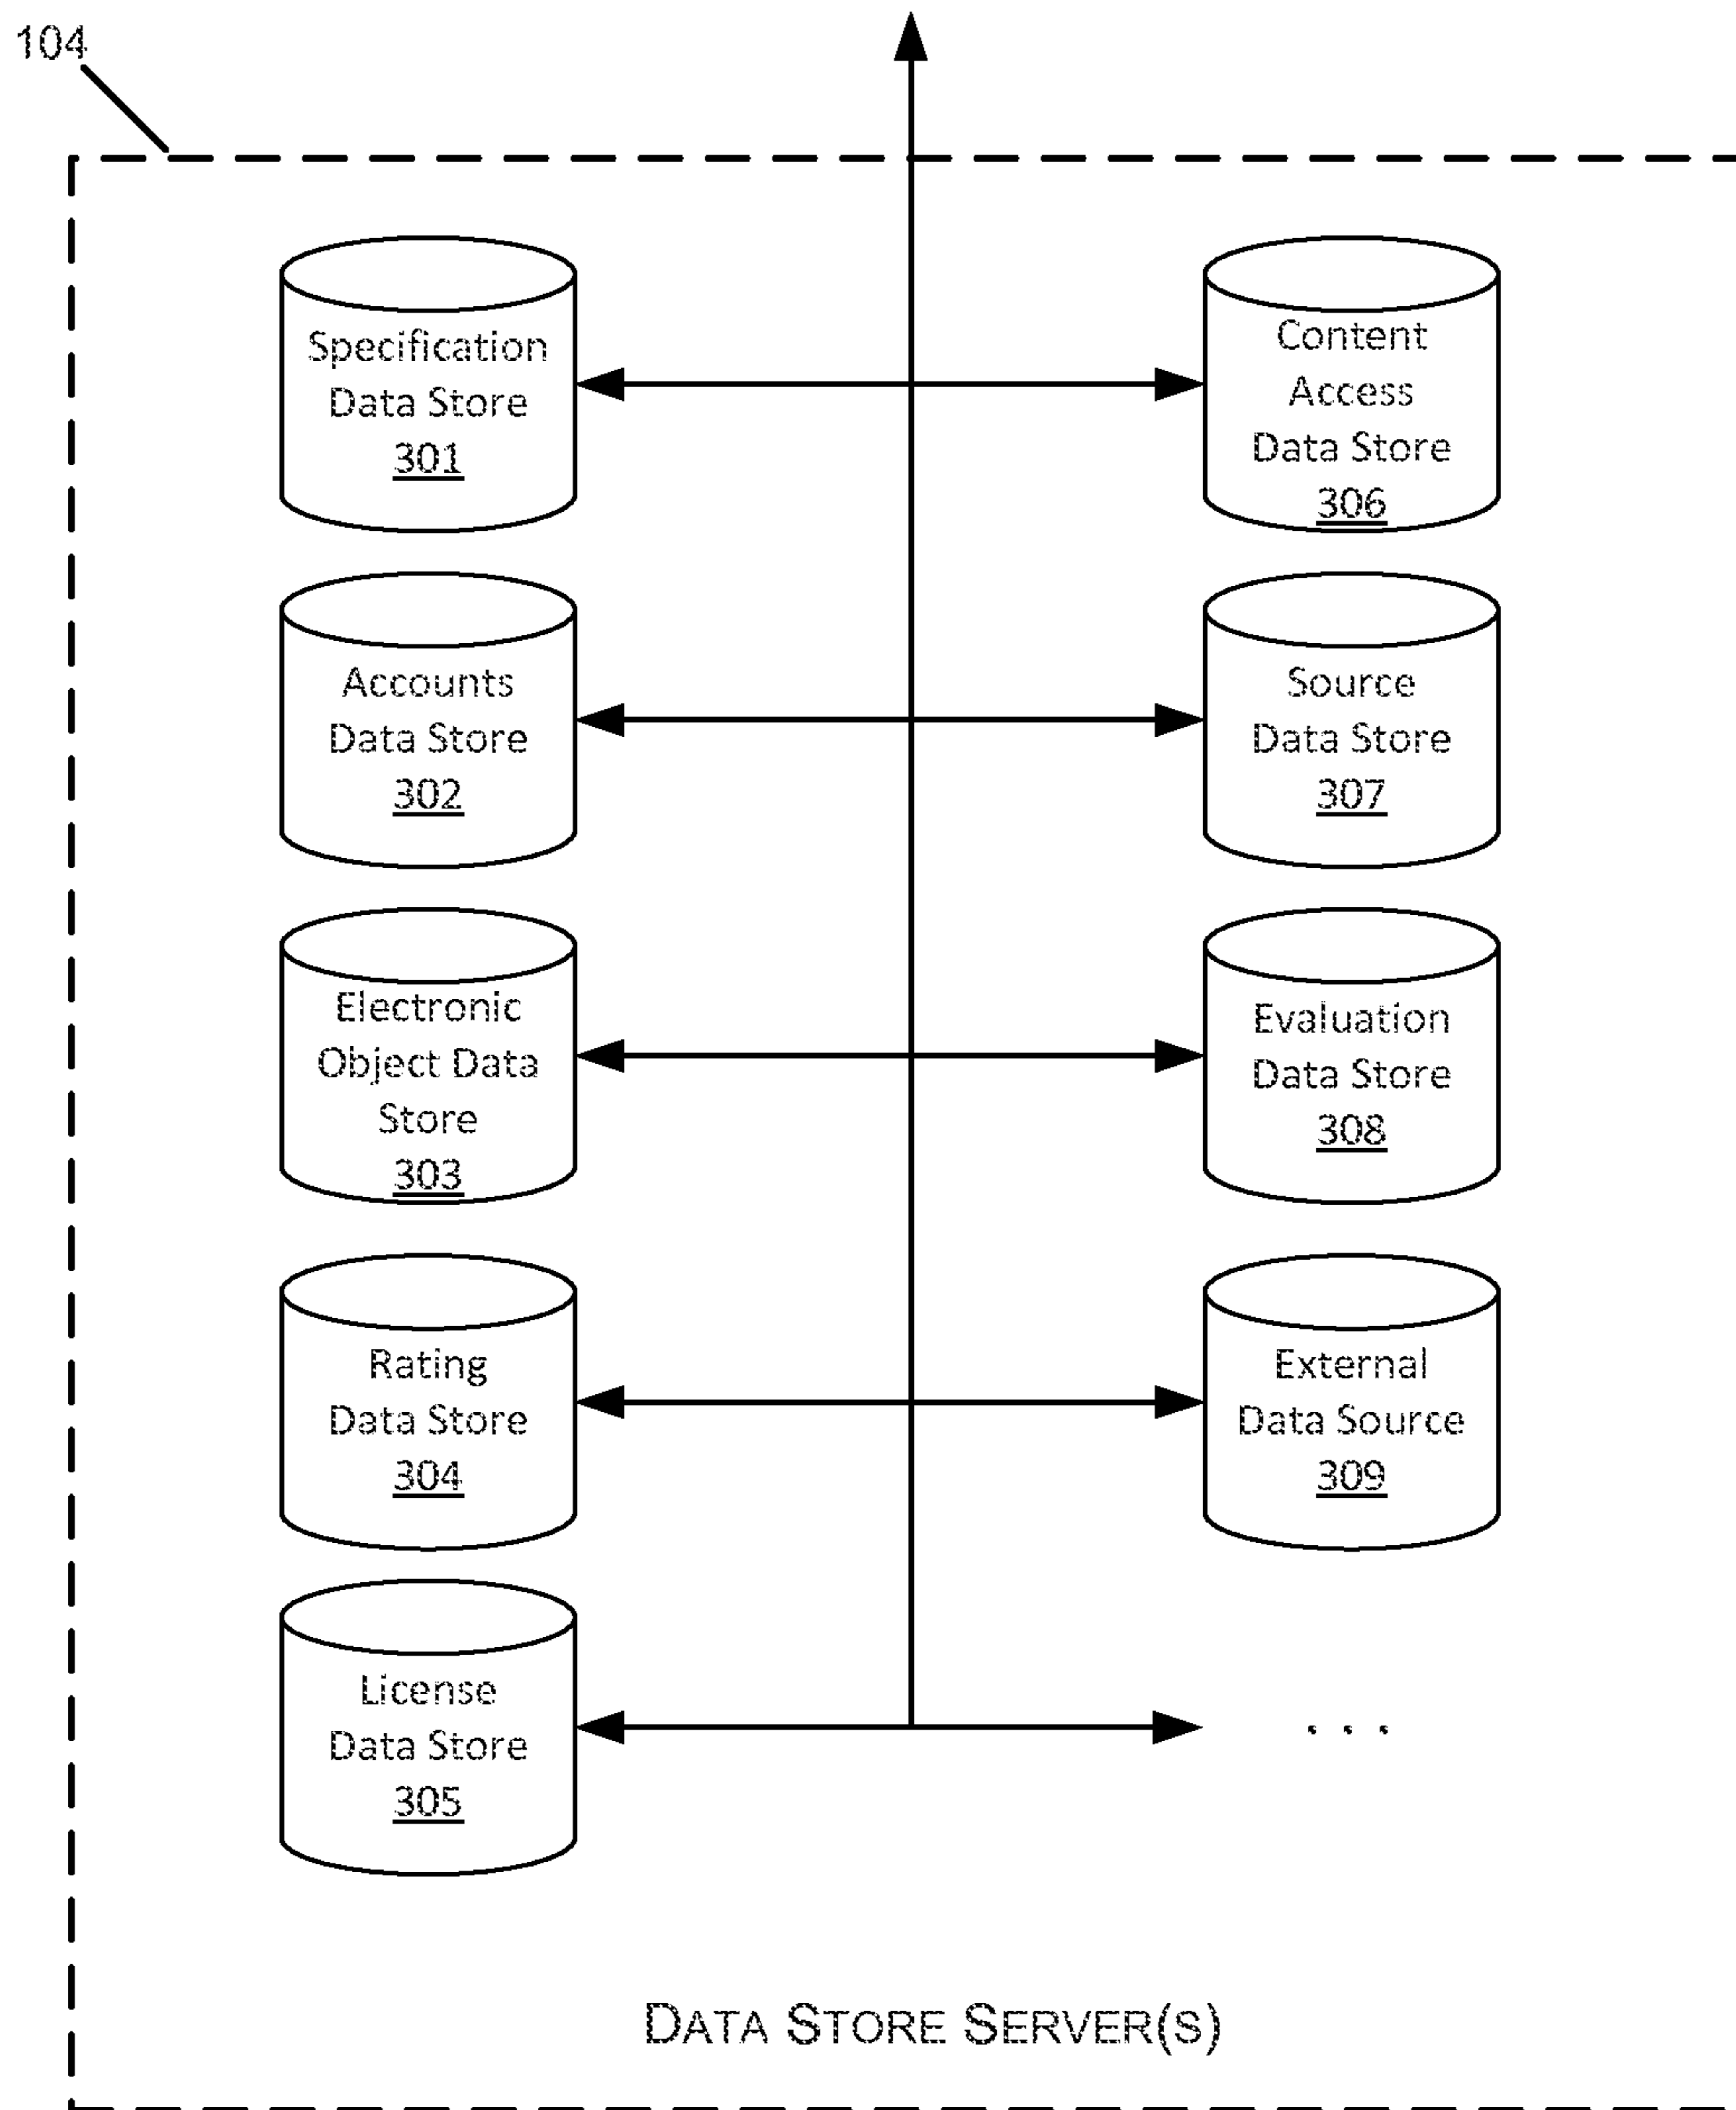 104
Specification
Data Store
301
Content
Access
Data Store
306
Accounts
Data Store
302
Source
Data Store
307
Electronic
Object Data
Store
303
Evaluation
Data Store
308
Rating
Data Store
304
External
Data Source
309
License
Data Store
305
. . .
DATA STORE SERVER(S)